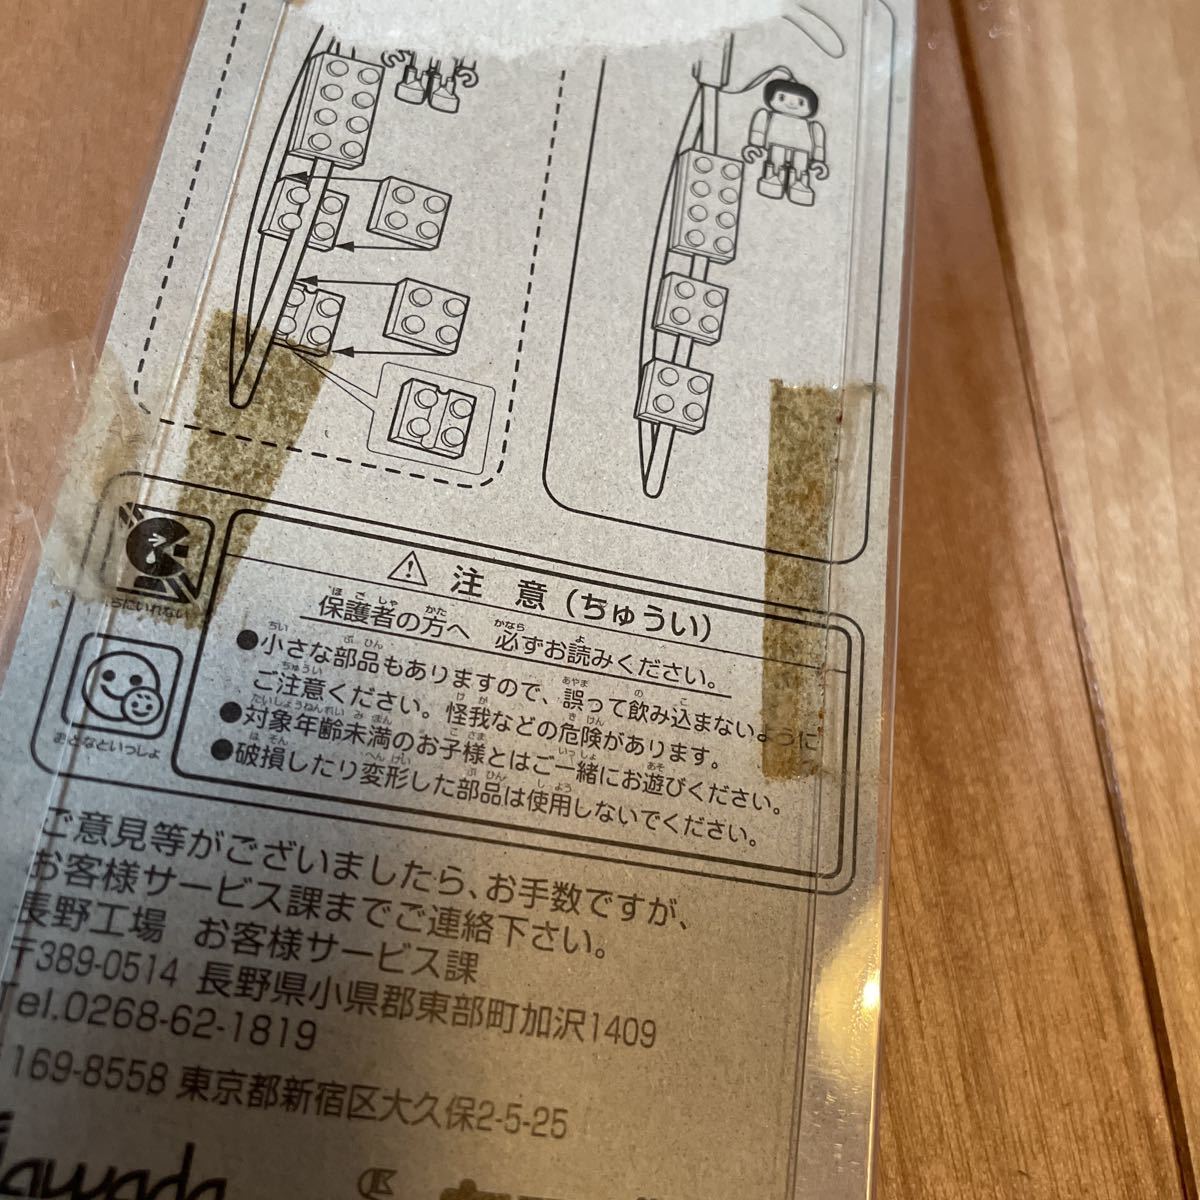 ちにいれない
おとなといっしょ
注 意 (ちゅうい)
保護者の方へ 必ずお読みください。
●小さな部品もありますので、誤って飲み込まないように
ご注意ください。怪我などの危険があります。
●対象年齢未満のお子様とはご一緒にお遊びください。
●破損したり変形した部品は使用しないでください。
ご意見等がございましたら、お手数ですが、
お客様サービス課までご連絡下さい。
長野工場 お客様サービス課
〒389-0514 長野県小県郡東部町加沢1409
Tel.0268-62-1819
169-8558 東京都新宿区大久保2-5-25
Kawada